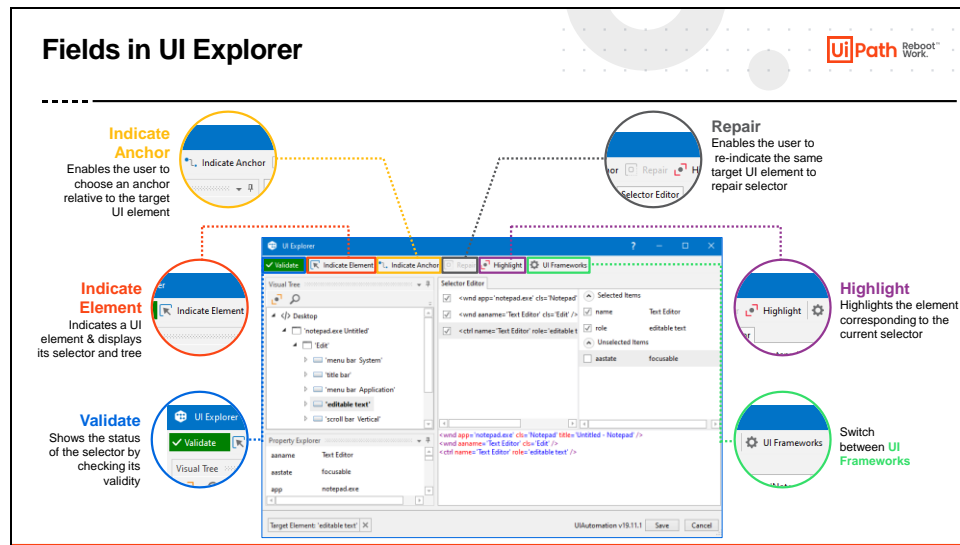 Fields in UI Explorer
UiPath Reboot™ Work.
Indicate
Anchor
Enables the user to
choose an anchor
relative to the target
UI element
Indicate Anchor
Repair
Enables the user to
re-indicate the same
target UI element to
repair selector
or Repair H
Selector Editor
Indicate
Element
Indicates a UI
element & displays
its selector and tree
er
Indicate Element
Validate
Shows the status
of the selector by
checking its
validity
UI Explorer
Validate
Visual Tree
UI Explorer
Validate Indicate Element Indicate Anchor Repair Highlight UI Frameworks
Visual Tree
</> Desktop
'notepad.exe Untitled'
'Edit'
'menu bar System'
'title bar'
'menu bar Application'
'editable text'
'scroll bar Vertical'
Property Explorer
aaname Text Editor
aastate focusable
app notepad.exe
Selector Editor
<wnd app='notepad.exe' cls='Notepad'
<wnd aaname='Text Editor' cls='Edit' />
<ctrl name='Text Editor' role='editable t
Selected Items
name Text Editor
role editable text
Unselected Items
aastate focusable
<wnd app='notepad.exe' cls='Notepad' title='Untitled - Notepad' />
<wnd aaname='Text Editor' cls='Edit' />
<ctrl name='Text Editor' role='editable text' />
Target Element: 'editable text'
UIAutomation v19.11.1 Save Cancel
Highlight
Highlights the element
corresponding to the
current selector
Highlight
UI Frameworks
Switch
between UI
Frameworks